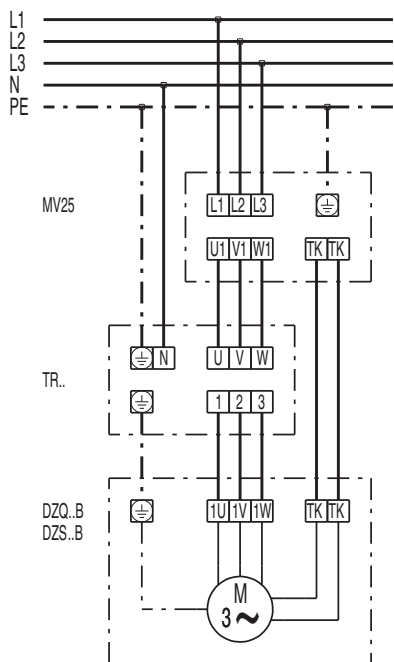 L1
L2
L3
N
PE
MV25
L1 L2 L3
U1 V1 W1 TK TK
TR..
N U V W
1 2 3
DZQ..B
DZS..B
1U 1V 1W TK TK
M
3 ~